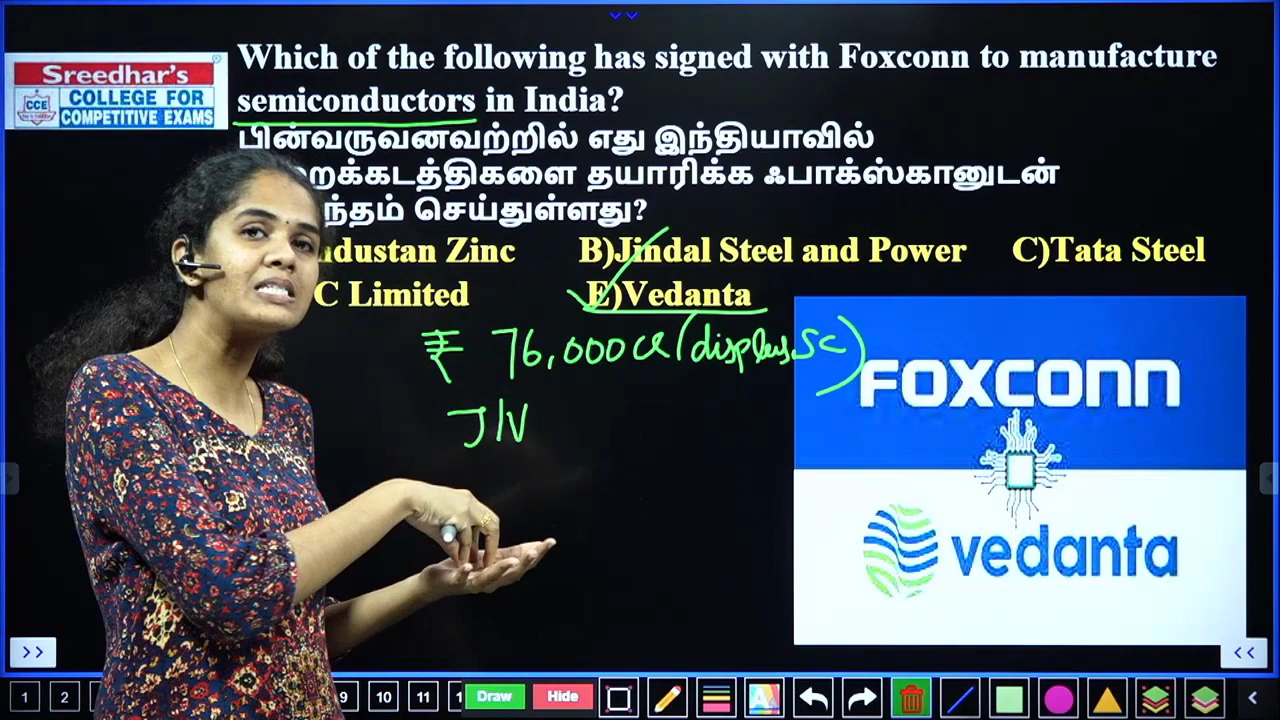 Sreedhar's
CCE
COLLEGE FOR
COMPETITIVE EXAMS
Which of the following has signed with Foxconn to manufacture
semiconductors in India?
பின்வருவனவற்றில் எது இந்தியாவில்
றைக்கடத்திகளை தயாரிக்க ஃபாக்ஸ்கானுடன்
ந்தம் செய்துள்ளது?
ndustan Zinc B)Jindal Steel and Power C)Tata Steel
C Limited E)Vedanta
₹ 76,000 cr (display, SC)
J/V
FOXCONN
vedanta
>> <<
1 2 9 10 11 1 Draw Hide A